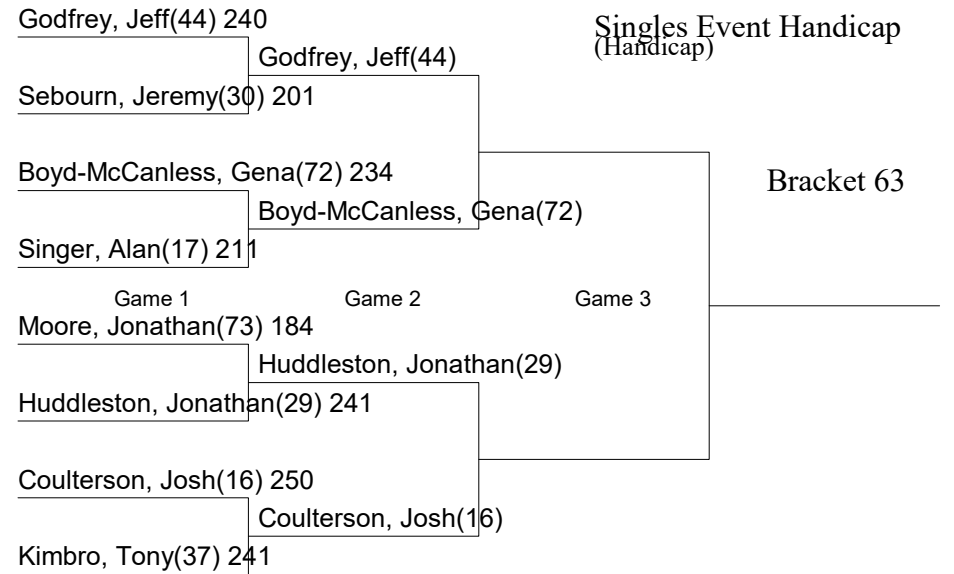 Godfrey, Jeff(44) 240
Singles Event Handicap
(Handicap)
Godfrey, Jeff(44)
Sebourn, Jeremy(30) 201
Boyd-McCanless, Gena(72) 234
Bracket 63
Boyd-McCanless, Gena(72)
Singer, Alan(17) 211
Game 1 Game 2 Game 3
Moore, Jonathan(73) 184
Huddleston, Jonathan(29)
Huddleston, Jonathan(29) 241
Coulterson, Josh(16) 250
Coulterson, Josh(16)
Kimbro, Tony(37) 241